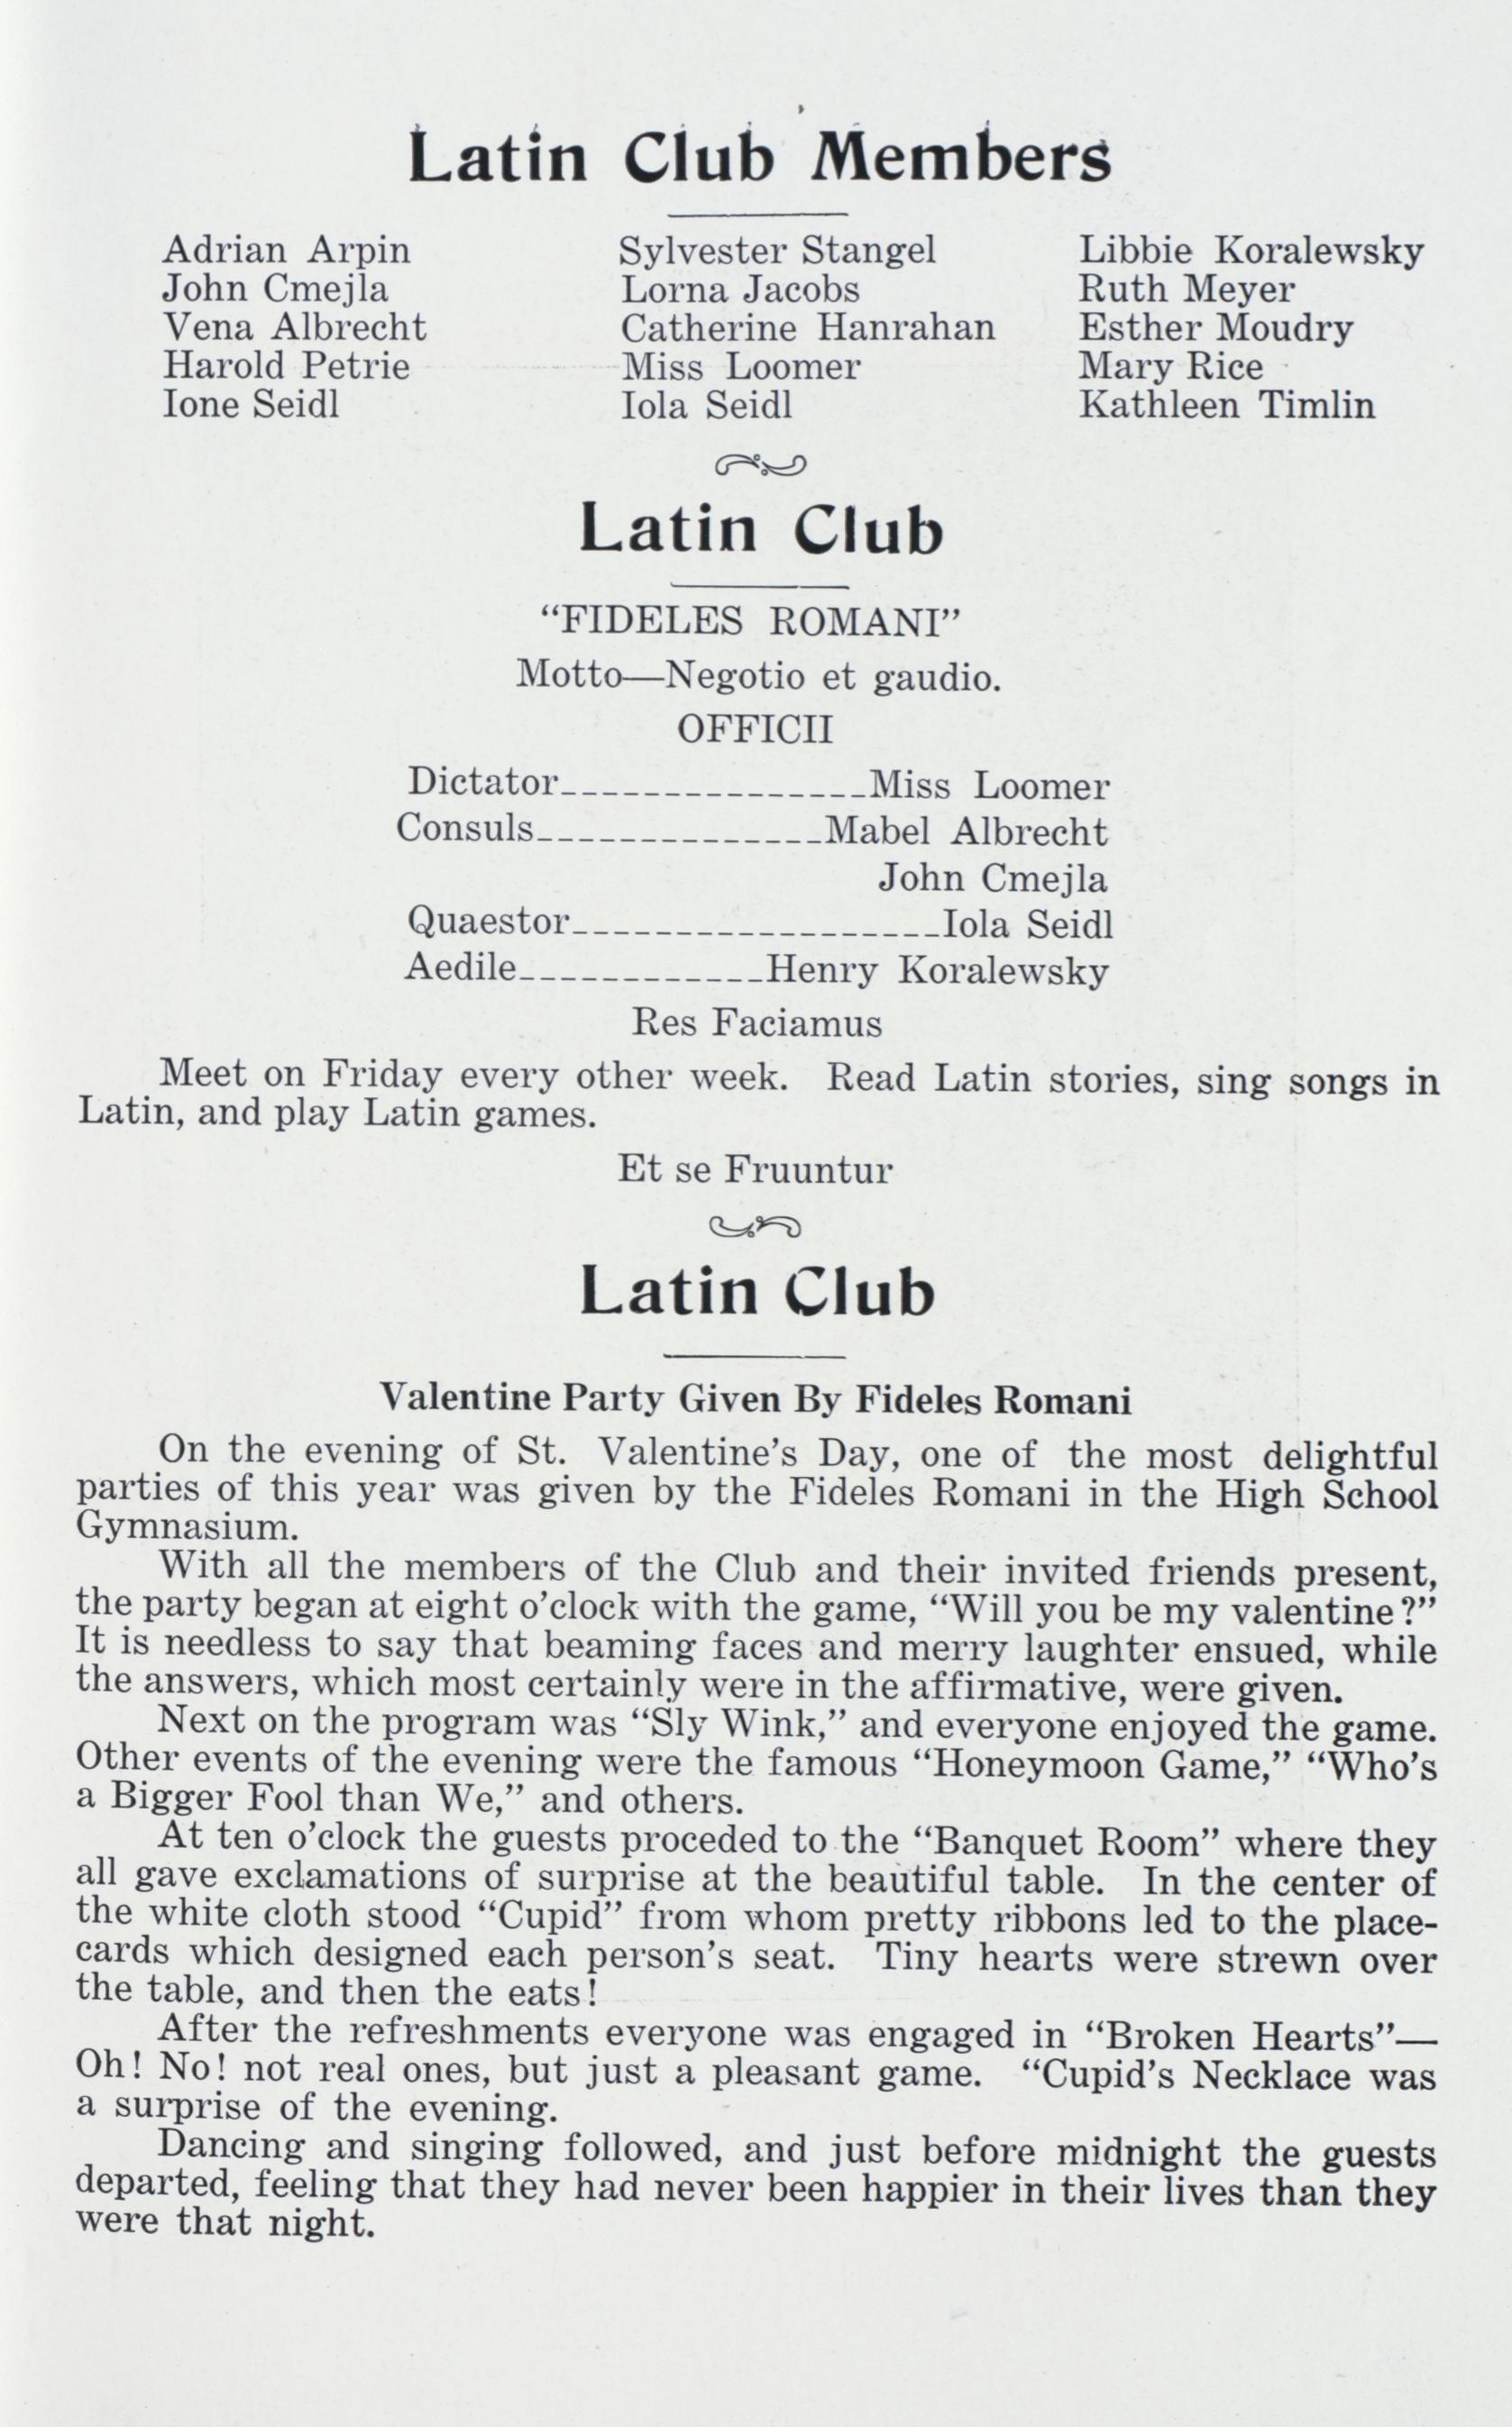 Latin Club Members
Adrian Arpin
John Cmejla
Vena Albrecht
Harold Petrie
Ione Seidl
Sylvester Stangel
Lorna Jacobs
Catherine Hanrahan
Miss Loomer
Iola Seidl
Libbie Koralewsky
Ruth Meyer
Esther Moudry
Mary Rice
Kathleen Timlin
Latin Club
“FIDELES ROMANI”
Motto—Negotio et gaudio.
OFFICII
Dictator_______________Miss Loomer
Consuls______________Mabel Albrecht
John Cmejla
Quaestor__________________Iola Seidl
Aedile____________Henry Koralewsky
Res Faciamus
Meet on Friday every other week. Read Latin stories, sing songs in
Latin, and play Latin games.
Et se Fruuntur
Latin Club
Valentine Party Given By Fideles Romani
On the evening of St. Valentine’s Day, one of the most delightful
parties of this year was given by the Fideles Romani in the High School
Gymnasium.
With all the members of the Club and their invited friends present,
the party began at eight o’clock with the game, “Will you be my valentine?”
It is needless to say that beaming faces and merry laughter ensued, while
the answers, which most certainly were in the affirmative, were given.
Next on the program was “Sly Wink,” and everyone enjoyed the game.
Other events of the evening were the famous “Honeymoon Game,” “Who’s
a Bigger Fool than We,” and others.
At ten o’clock the guests proceded to the “Banquet Room” where they
all gave exclamations of surprise at the beautiful table. In the center of
the white cloth stood “Cupid” from whom pretty ribbons led to the place-
cards which designed each person’s seat. Tiny hearts were strewn over
the table, and then the eats!
After the refreshments everyone was engaged in “Broken Hearts”—
Oh! No! not real ones, but just a pleasant game. “Cupid’s Necklace was
a surprise of the evening.
Dancing and singing followed, and just before midnight the guests
departed, feeling that they had never been happier in their lives than they
were that night.